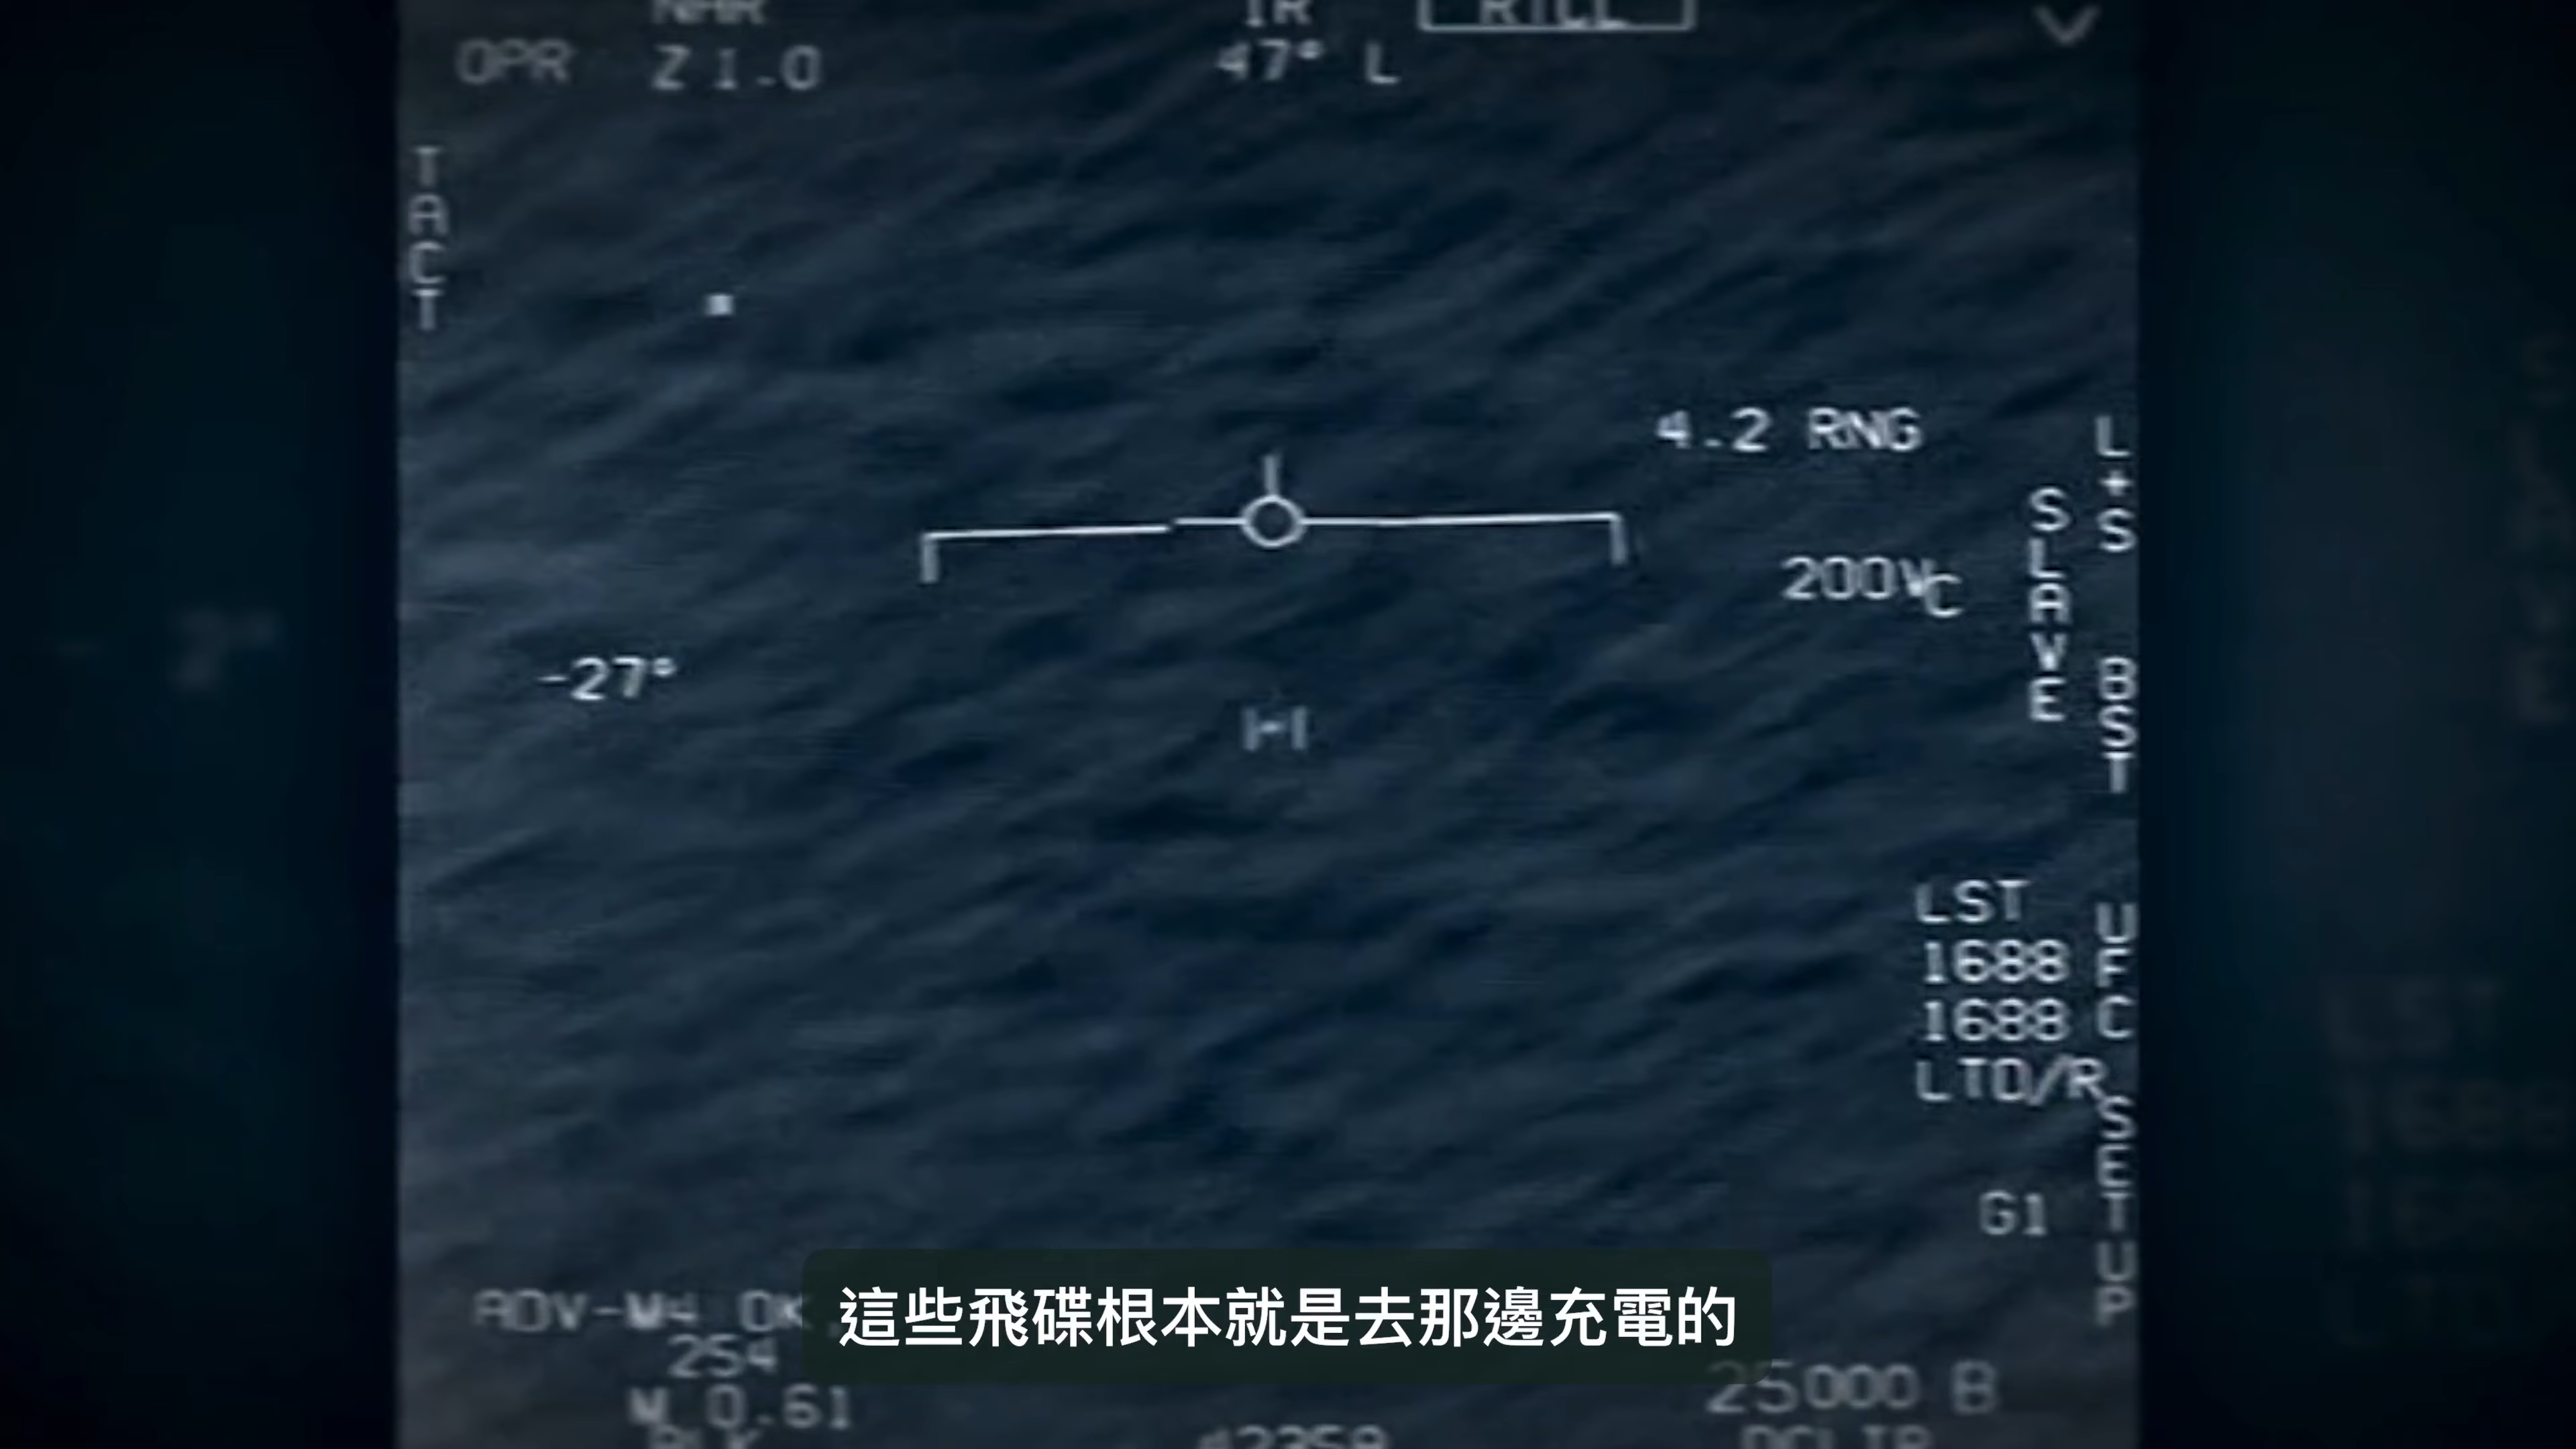 OPR Z 1.0
IR
47° L
TACT
4.2 RNG
L+S
SLAVE
200VC
-27°
BST
LST
1688
1688
LTD/R
UFC
G1
SETUP
這些飛碟根本就是去那邊充電的
254
M 0.61
25000 B